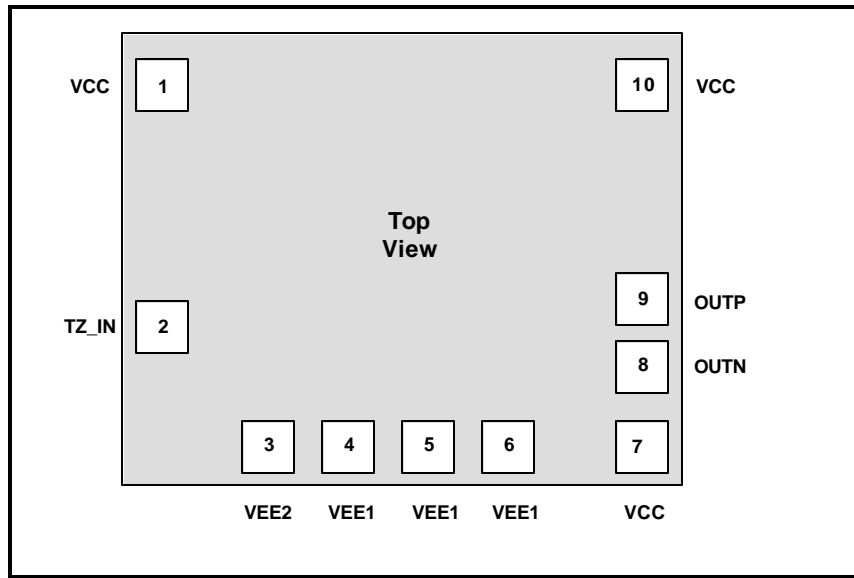 VCC 1 10 VCC
Top
View
9 OUTP
TZ_IN 2
8 OUTN
3 4 5 6 7
VEE2 VEE1 VEE1 VEE1 VCC